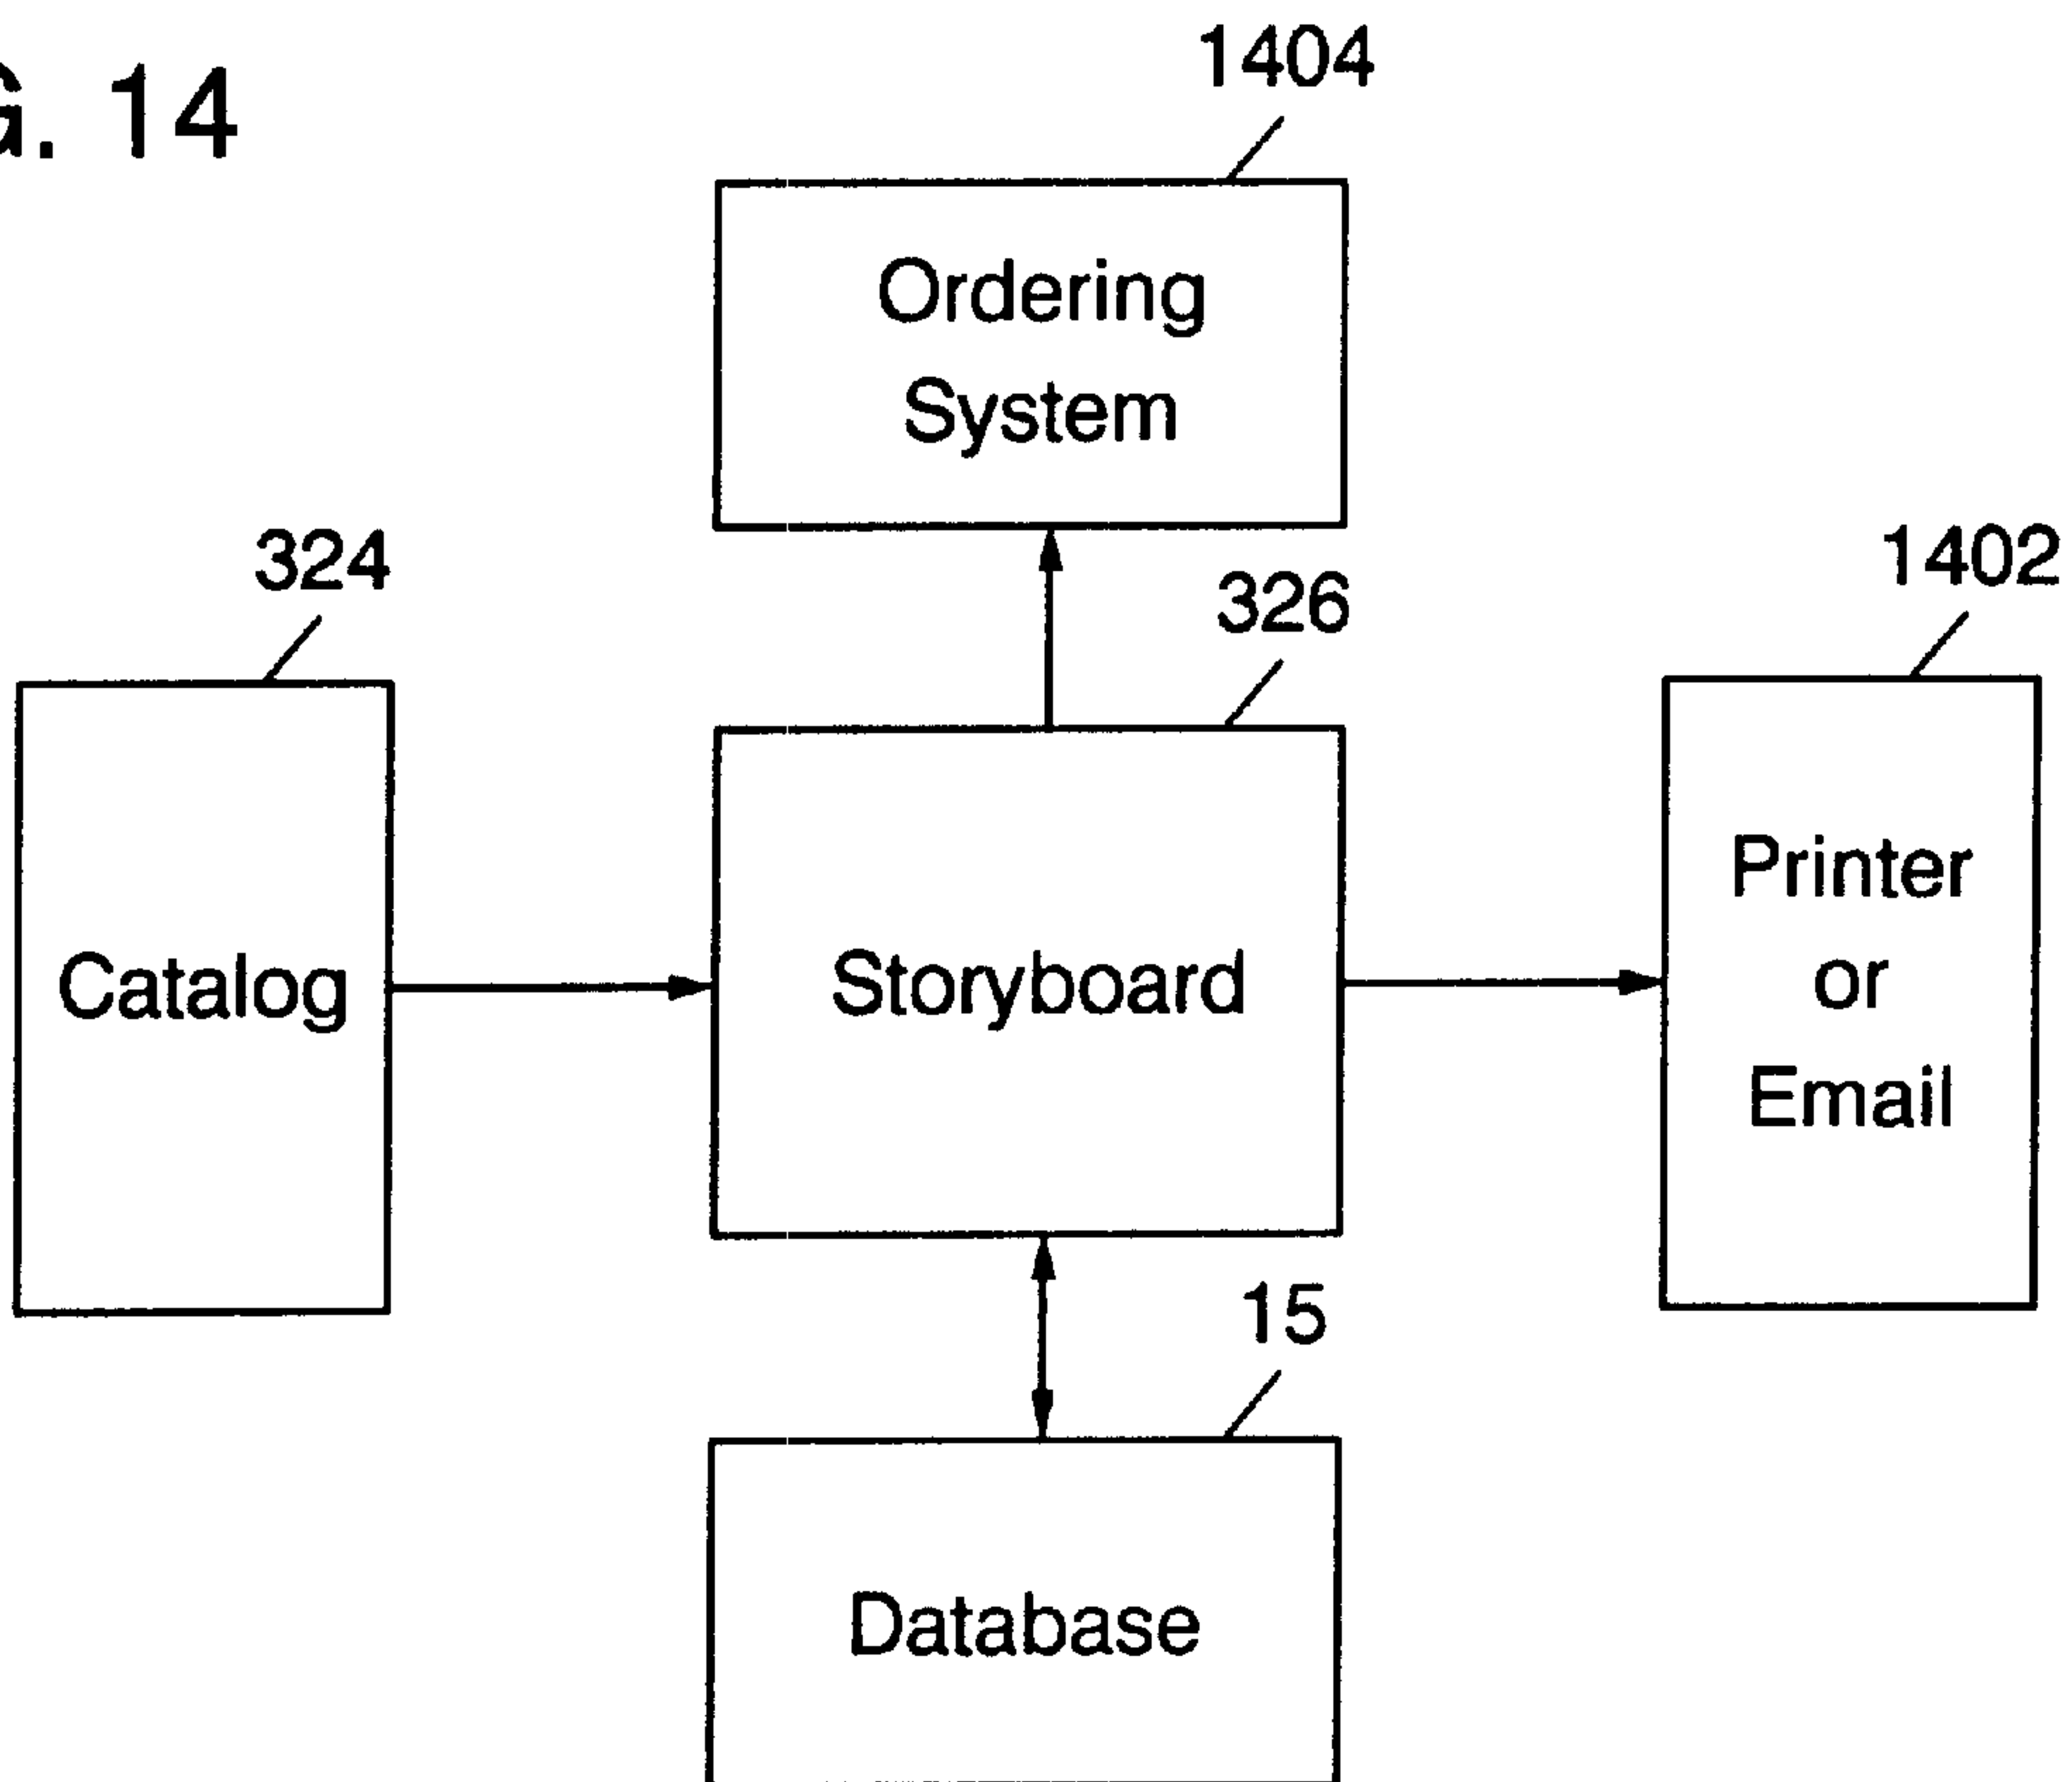 G. 14
1404
Ordering
System
324
326
1402
Catalog
Storyboard
Printer
or
Email
15
Database